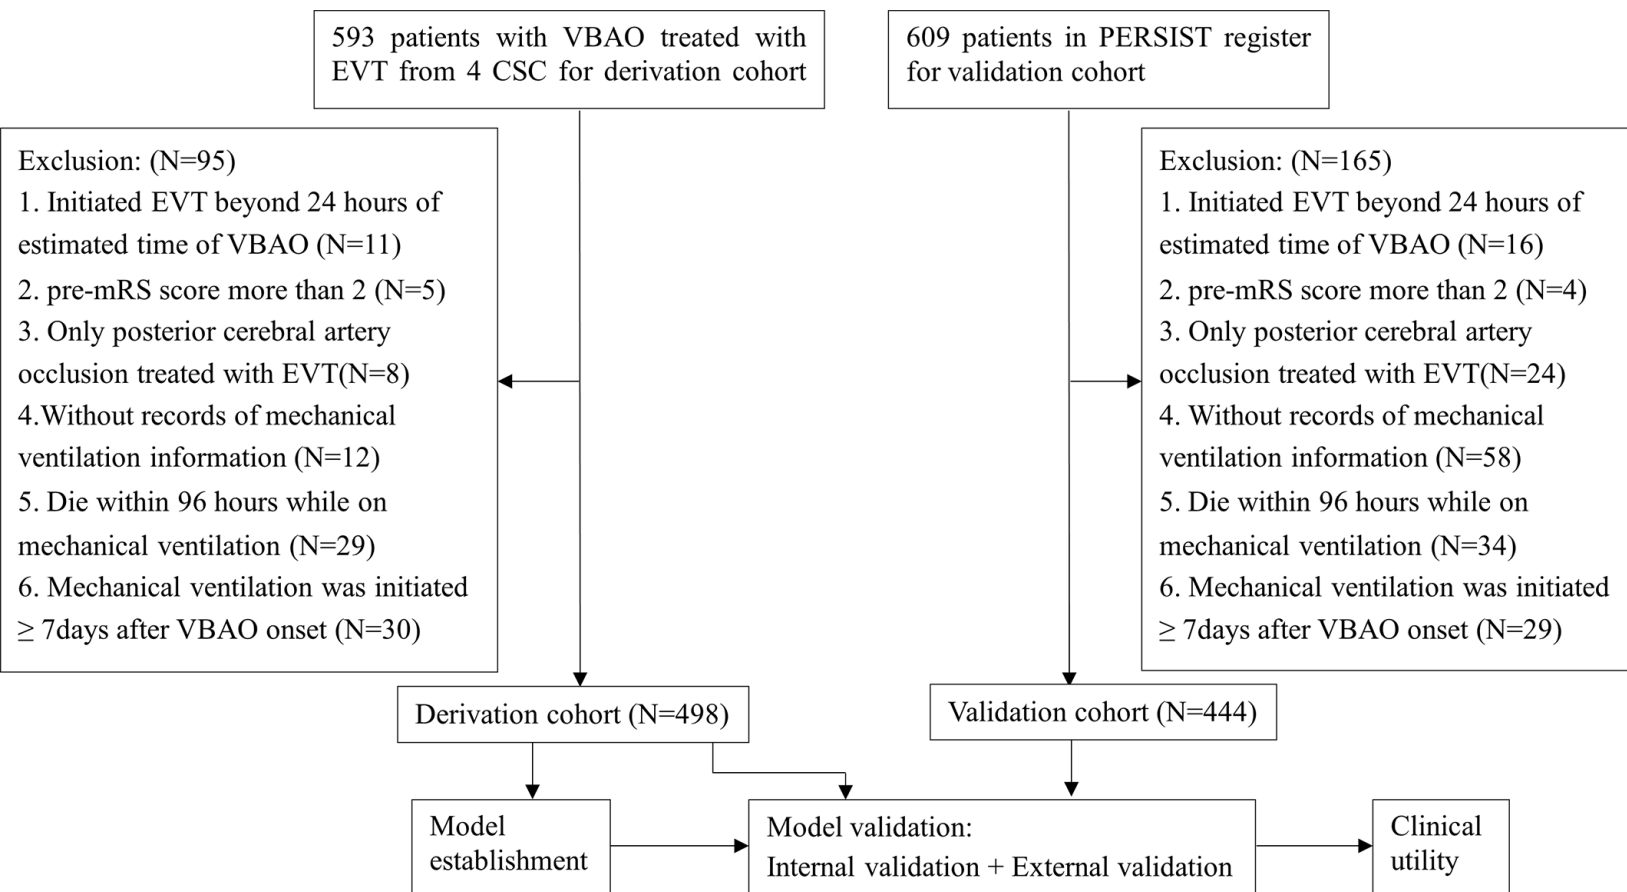 593 patients with VBAO treated with
EVT from 4 CSC for derivation cohort
609 patients in PERSIST register
for validation cohort
Exclusion: (N=95)
1. Initiated EVT beyond 24 hours of
estimated time of VBAO (N=11)
2. pre-mRS score more than 2 (N=5)
3. Only posterior cerebral artery
occlusion treated with EVT(N=8)
4.Without records of mechanical
ventilation information (N=12)
5. Die within 96 hours while on
mechanical ventilation (N=29)
6. Mechanical ventilation was initiated
≥ 7days after VBAO onset (N=30)
Exclusion: (N=165)
1. Initiated EVT beyond 24 hours of
estimated time of VBAO (N=16)
2. pre-mRS score more than 2 (N=4)
3. Only posterior cerebral artery
occlusion treated with EVT(N=24)
4. Without records of mechanical
ventilation information (N=58)
5. Die within 96 hours while on
mechanical ventilation (N=34)
6. Mechanical ventilation was initiated
≥ 7days after VBAO onset (N=29)
Derivation cohort (N=498)
Validation cohort (N=444)
Model
establishment
Model validation:
Internal validation + External validation
Clinical
utility